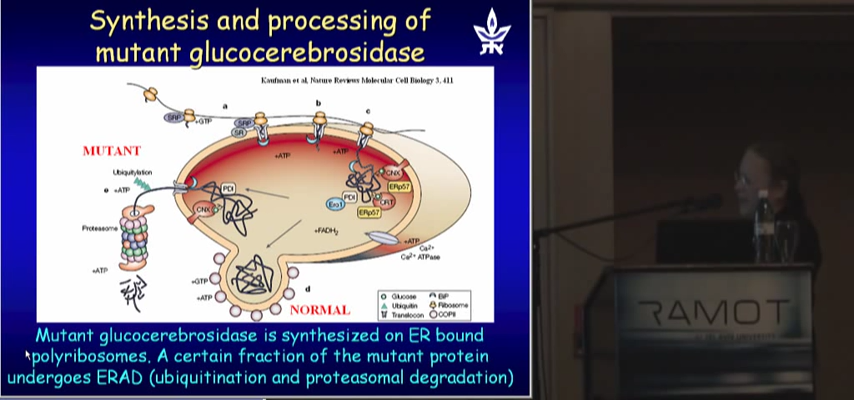 Synthesis and processing of
mutant glucocerebrosidase
Kaufman et al, Nature Reviews Molecular Cell Biology 3, 411
a
b
c
SRP
+GTP
SRP
SR
MUTANT
+ATP
+ATP
Ubiquitylation
e
+ATP
PDI
CNX
CNX
ERp57
PDI
CRT
Ero1
ERp57
Proteasome
+FADH2
+ATP
Ca2+
Ca2+ ATPase
+ATP
+GTP
+ATP
d
NORMAL
Glucose
BiP
Ubiquitin
Ribosome
Translocon
COPII
Mutant glucocerebrosidase is synthesized on ER bound
polyribosomes. A certain fraction of the mutant protein
undergoes ERAD (ubiquitination and proteasomal degradation)
RAMOT